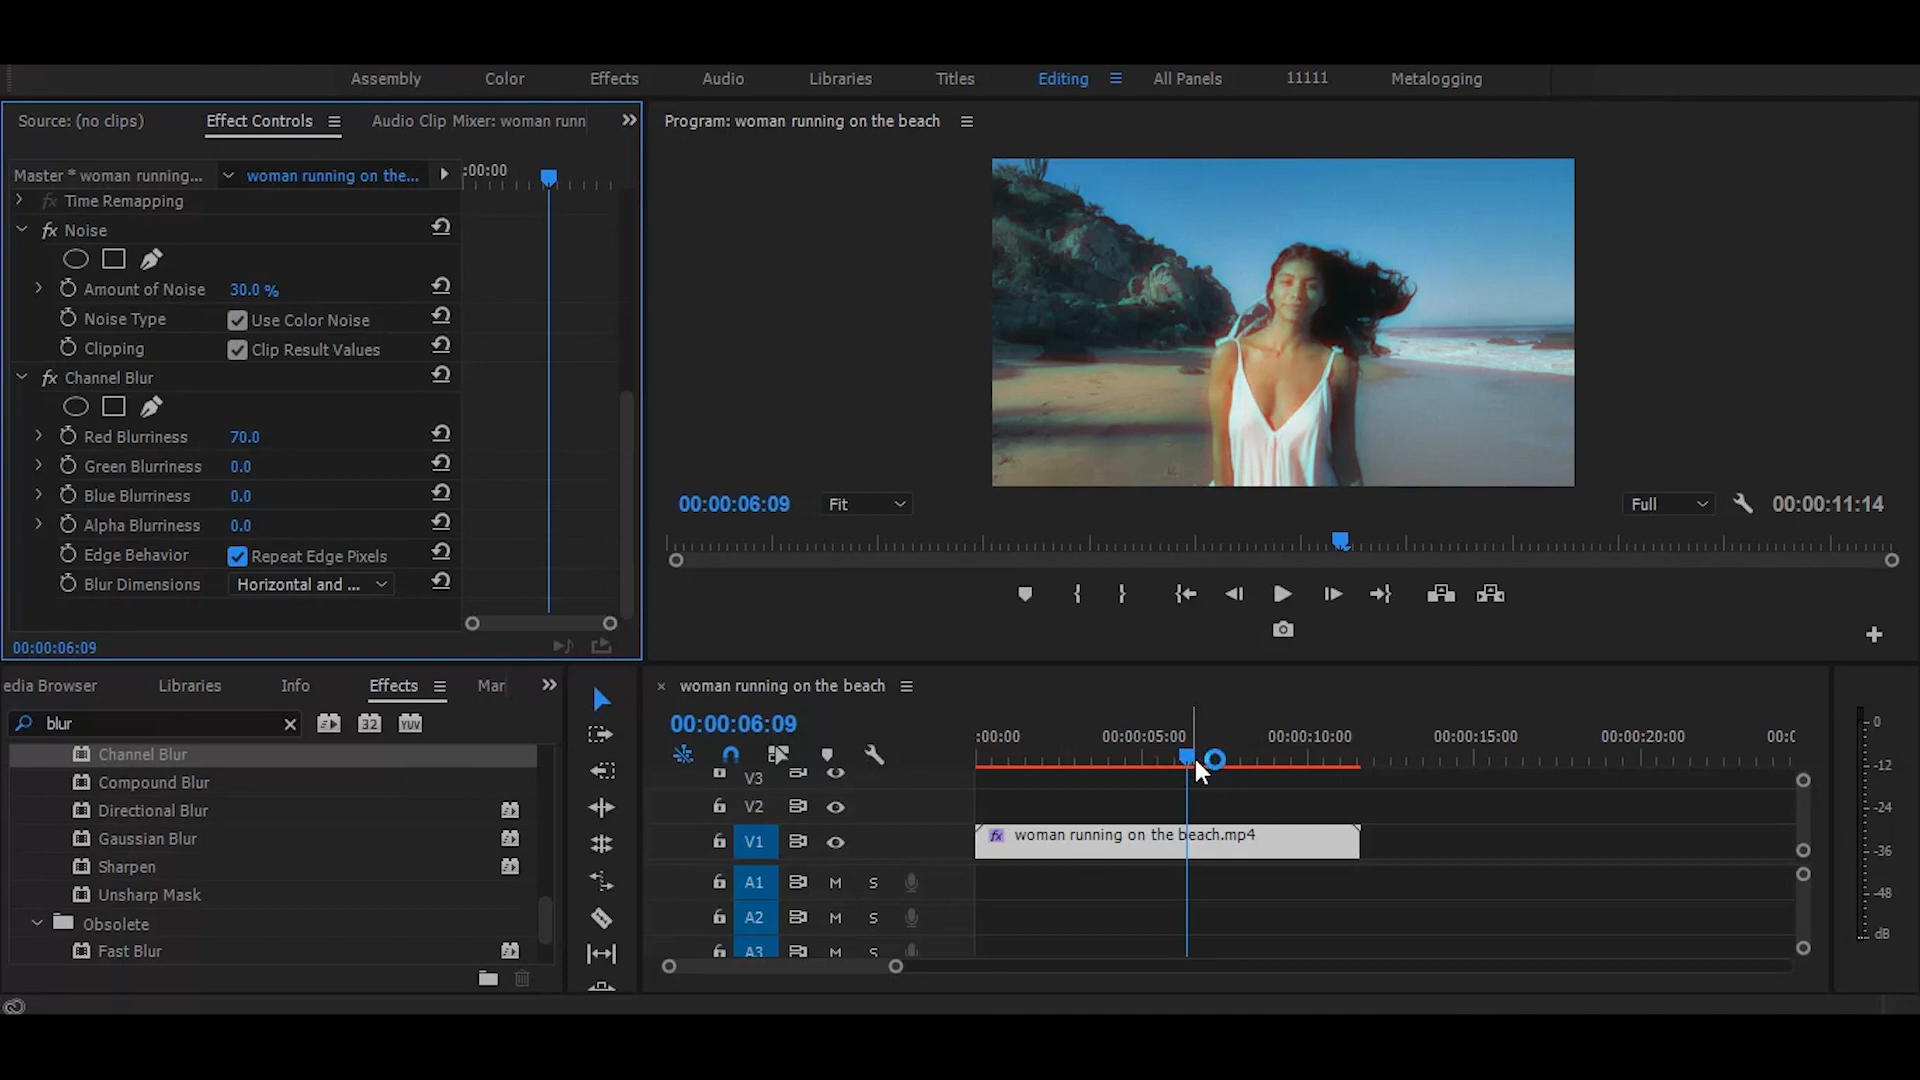 Assembly Color Effects Audio Libraries Titles Editing All Panels 11111 Metalogging
Source: (no clips) Effect Controls Audio Clip Mixer: woman runn
Program: woman running on the beach
Master * woman running... woman running on the... :00:00
fx Time Remapping
fx Noise
Amount of Noise 30.0 %
Noise Type Use Color Noise
Clipping Clip Result Values
fx Channel Blur
Red Blurriness 70.0
Green Blurriness 0.0
Blue Blurriness 0.0
Alpha Blurriness 0.0
Edge Behavior Repeat Edge Pixels
Blur Dimensions Horizontal and ...
00:00:06:09
00:00:06:09 Fit Full 00:00:11:14
edia Browser Libraries Info Effects Mar
blur 32 YUV
Channel Blur
Compound Blur
Directional Blur
Gaussian Blur
Sharpen
Unsharp Mask
Obsolete
Fast Blur
woman running on the beach
00:00:06:09
:00:00 00:00:05:00 00:00:10:00 00:00:15:00 00:00:20:00 00:0
V3
V2
V1 fx woman running on the beach.mp4
A1 M S
A2 M S
A3 M S
0
-12
-24
-36
-48
dB